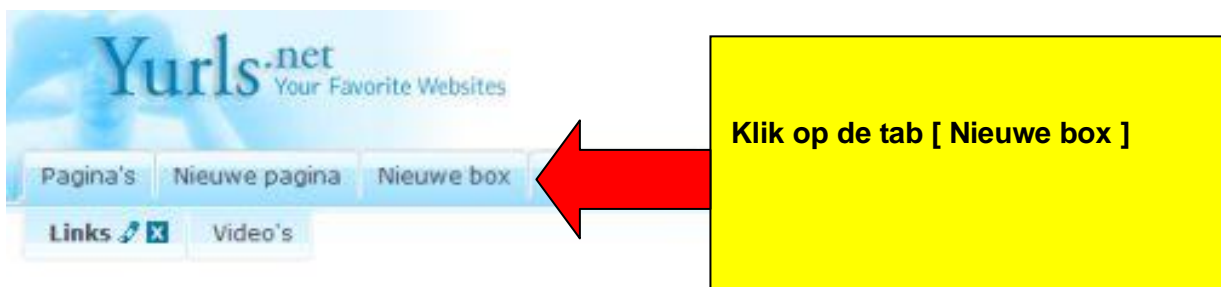 Yurls.net
Your Favorite Websites
Klik op de tab [ Nieuwe box ]
Pagina's Nieuwe pagina Nieuwe box
Links Video's